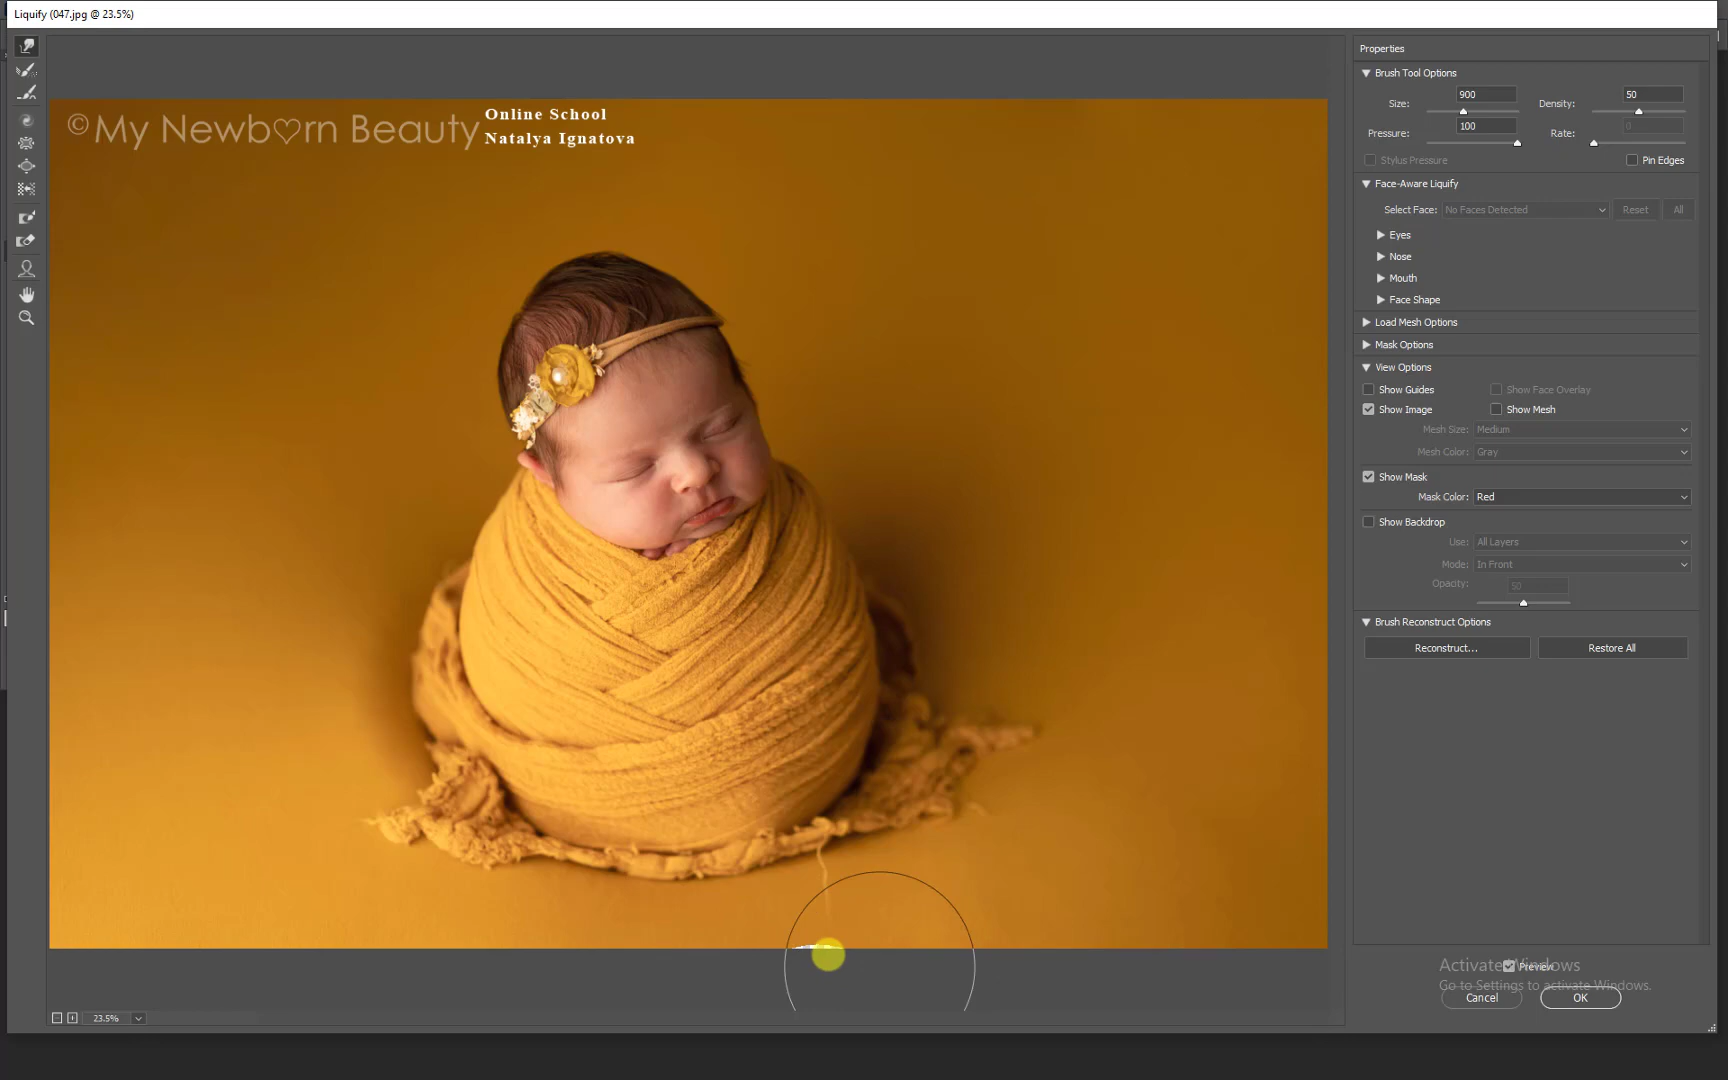 Liquify (047.jpg @ 23.5%)
©My Newborn Beauty
Online School
Natalya Ignatova
Properties
Brush Tool Options
Size: 900
Density: 50
Pressure: 100
Rate: 0
Stylus Pressure
Pin Edges
Face-Aware Liquify
Select Face: No Faces Detected
Reset
All
Eyes
Nose
Mouth
Face Shape
Load Mesh Options
Mask Options
View Options
Show Guides
Show Face Overlay
Show Image
Show Mesh
Mesh Size: Medium
Mesh Color: Gray
Show Mask
Mask Color: Red
Show Backdrop
Use: All Layers
Mode: In Front
Opacity: 50
Brush Reconstruct Options
Reconstruct...
Restore All
Activate Windows
Preview
Go to Settings to activate Windows.
Cancel
OK
23.5%